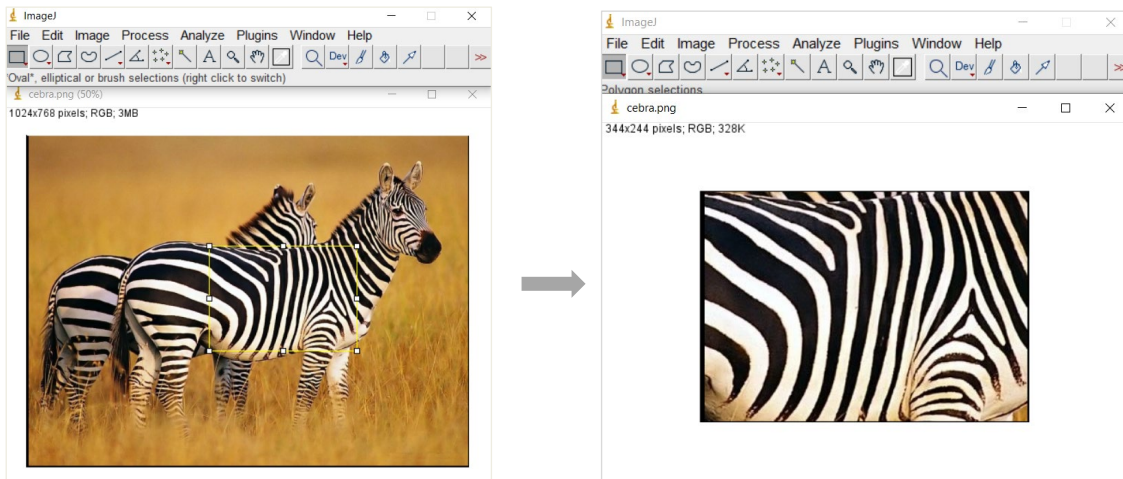 ImageJ
File Edit Image Process Analyze Plugins Window Help
A Dev >>
'Oval*, elliptical or brush selections (right click to switch)
cebra.png (50%)
1024x768 pixels; RGB; 3MB
ImageJ
File Edit Image Process Analyze Plugins Window Help
A Dev >>
Polygon selections
cebra.png
344x244 pixels; RGB; 328K